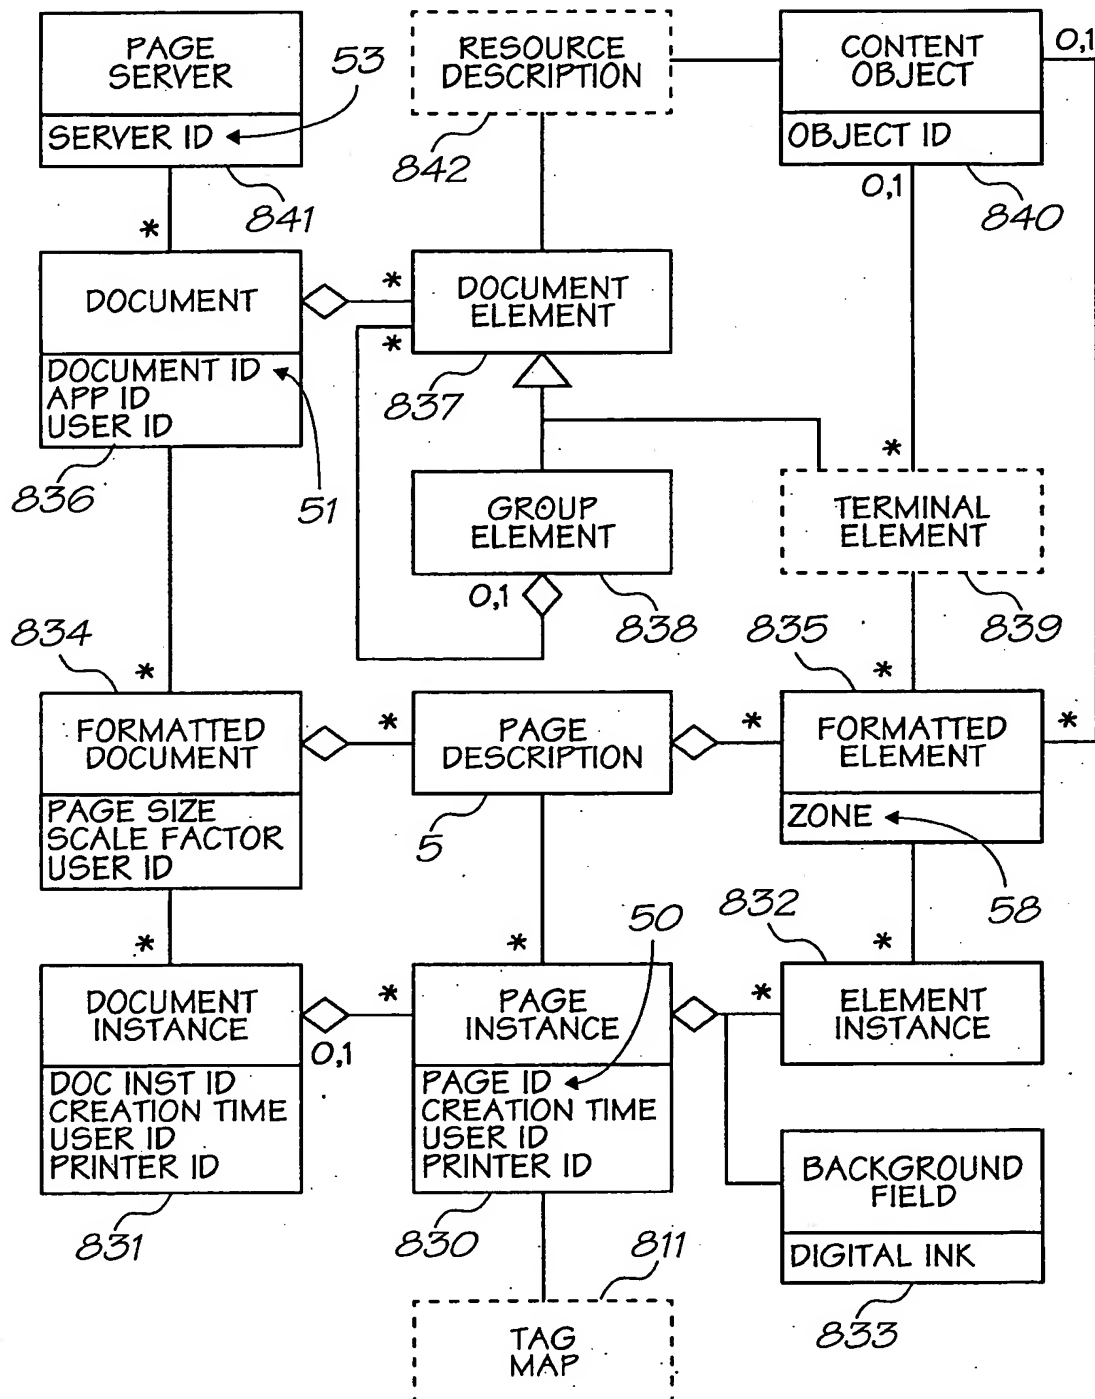 PAGE
SERVER
53
SERVER ID
841
*
RESOURCE
DESCRIPTION
842
CONTENT
OBJECT
0,1
OBJECT ID
0,1
840
DOCUMENT
*
*
DOCUMENT
ELEMENT
837
DOCUMENT ID
APP ID
USER ID
836
51
GROUP
ELEMENT
0,1
838
*
TERMINAL
ELEMENT
839
834
*
FORMATTED
DOCUMENT
PAGE SIZE
SCALE FACTOR
USER ID
*
PAGE
DESCRIPTION
5
*
835
*
FORMATTED
ELEMENT
*
ZONE
58
*
DOCUMENT
INSTANCE
0,1
DOC INST ID
CREATION TIME
USER ID
PRINTER ID
831
*
*
50
PAGE
INSTANCE
PAGE ID
CREATION TIME
USER ID
PRINTER ID
830
832
*
*
ELEMENT
INSTANCE
BACKGROUND
FIELD
DIGITAL INK
833
811
TAG
MAP